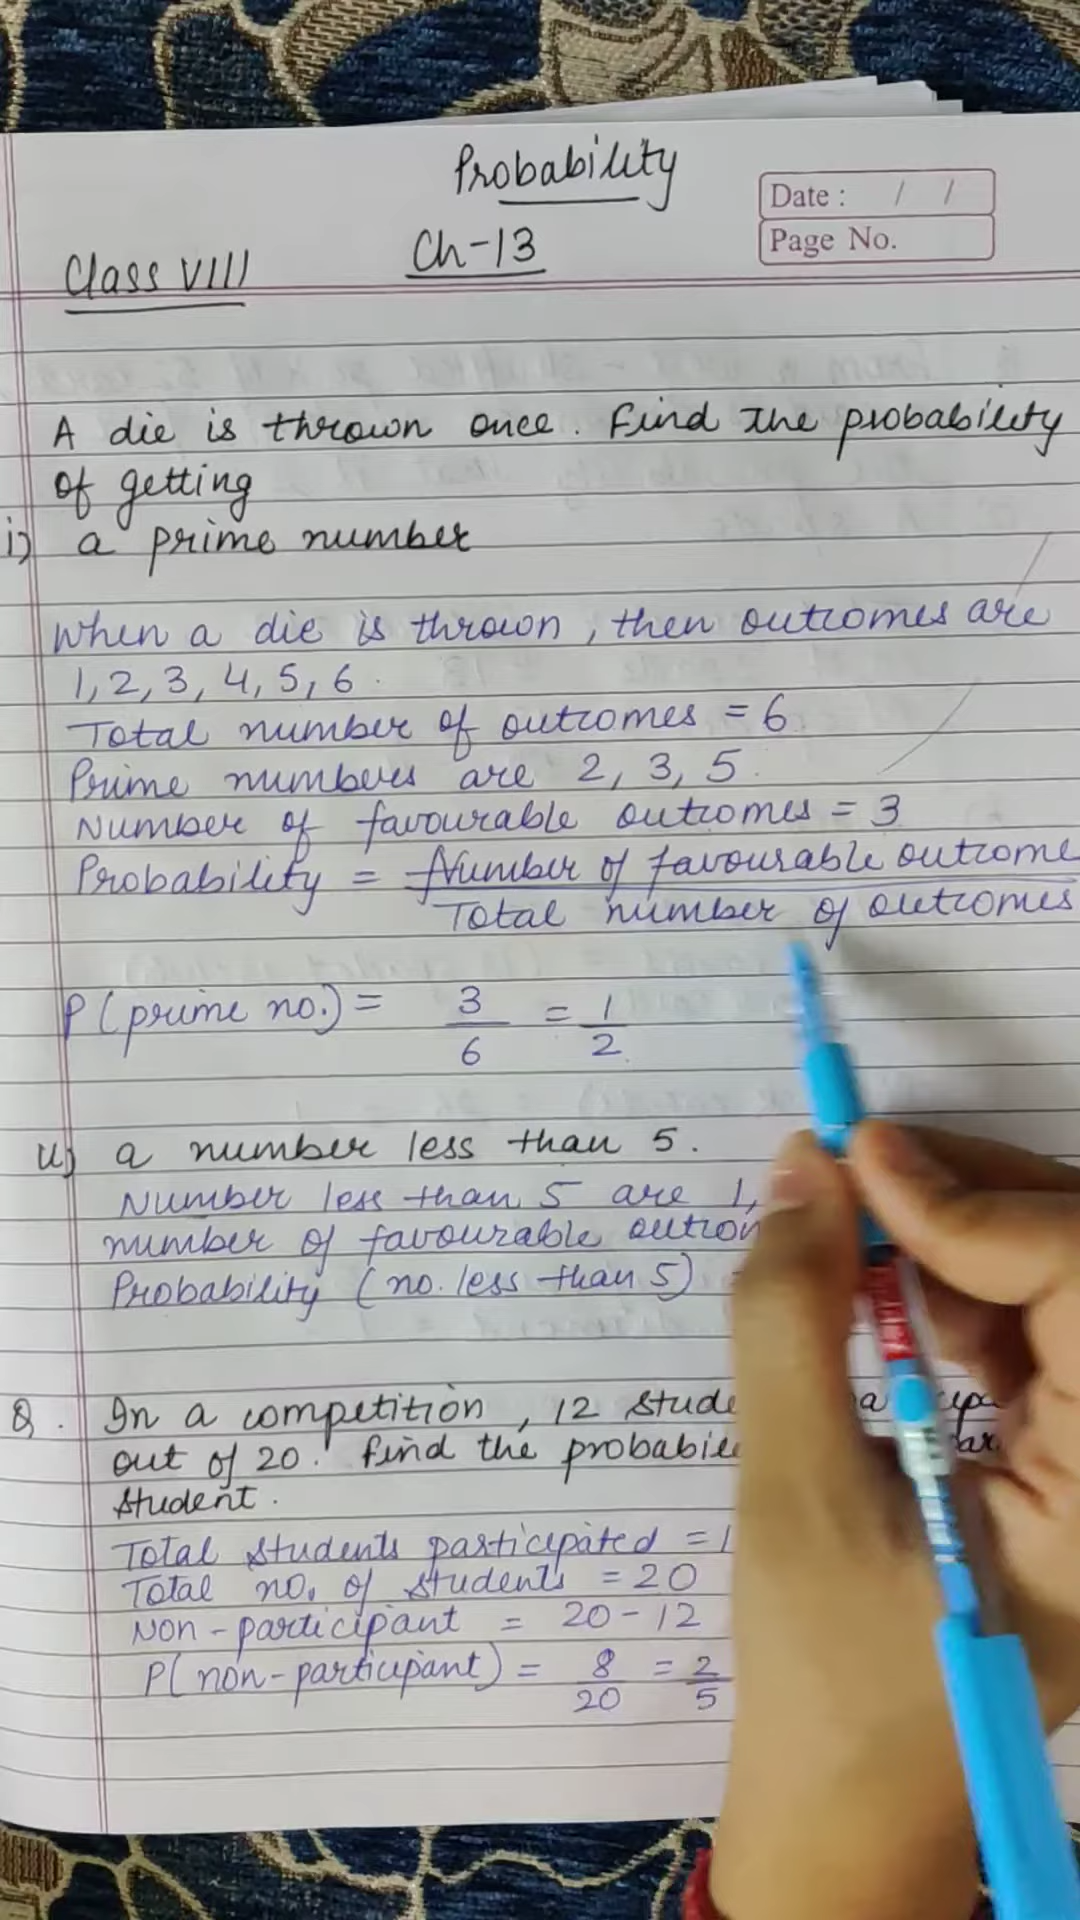 Probability
Date : / /
Page No.
Ch-13
Class VIII
A die is thrown once. Find the probability
of getting
i) a prime number
When a die is thrown, then outcomes are
1, 2, 3, 4, 5, 6.
Total number of outcomes = 6
Prime numbers are 2, 3, 5.
Number of favourable outcomes = 3
Probability = Number of favourable outcome
Total number of outcomes
P(prime no.) = 3/6 = 1/2
ii) a number less than 5.
Number less than 5 are 1,
number of favourable
Probability (no. less than 5)
Q. In a competition, 12
out of 20. Find the
student.
Total students participated =
Total no. of students = 20
Non-participant = 20-12
P(non-participant) = 8/20 = 2/5